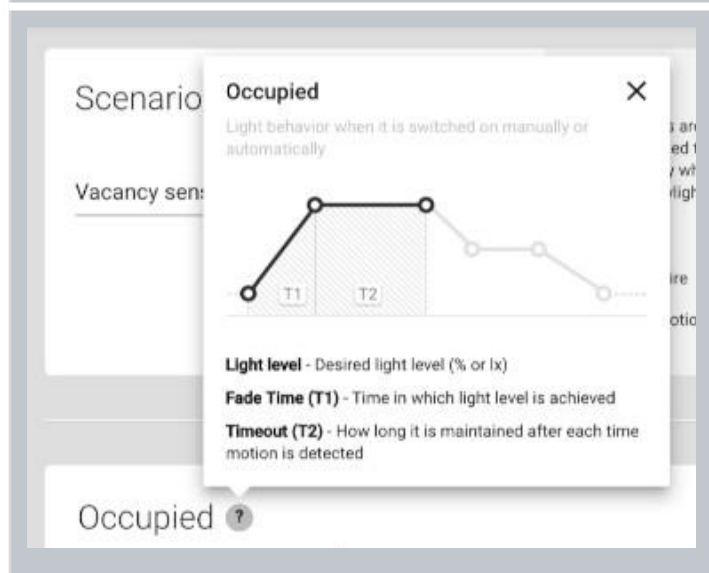 Scenario
Occupied
Light behavior when it is switched on manually or
automatically
Vacancy
T1
T2
Light level - Desired light level (% or lx)
Fade Time (T1) - Time in which light level is achieved
Timeout (T2) - How long it is maintained after each time
motion is detected
Occupied ?